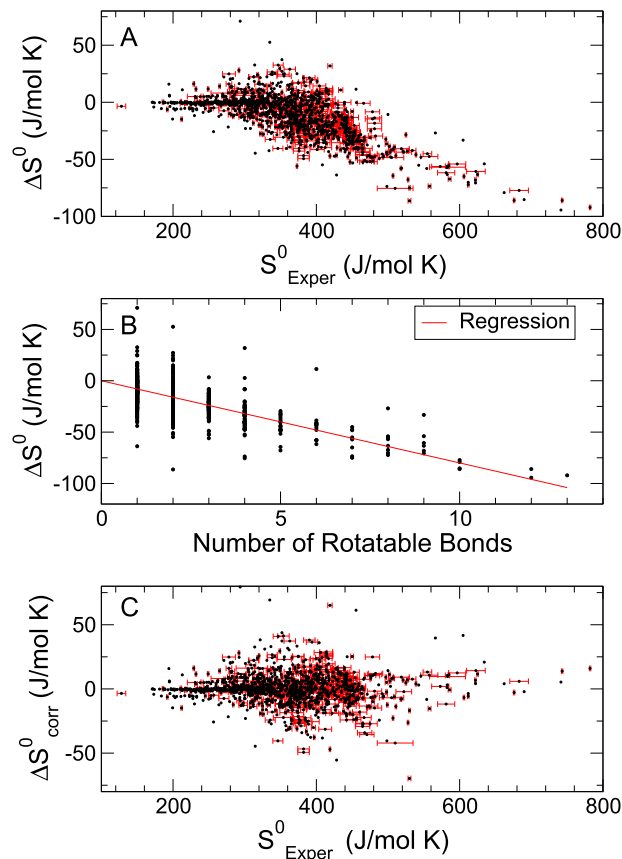 A
50
0
-50
-100
ΔS⁰ (J/mol K)
200 400 600 800
S⁰Exper (J/mol K)
B
Regression
50
0
-50
-100
ΔS⁰ (J/mol K)
0 5 10
Number of Rotatable Bonds
C
50
0
-50
ΔS⁰corr (J/mol K)
200 400 600 800
S⁰Exper (J/mol K)